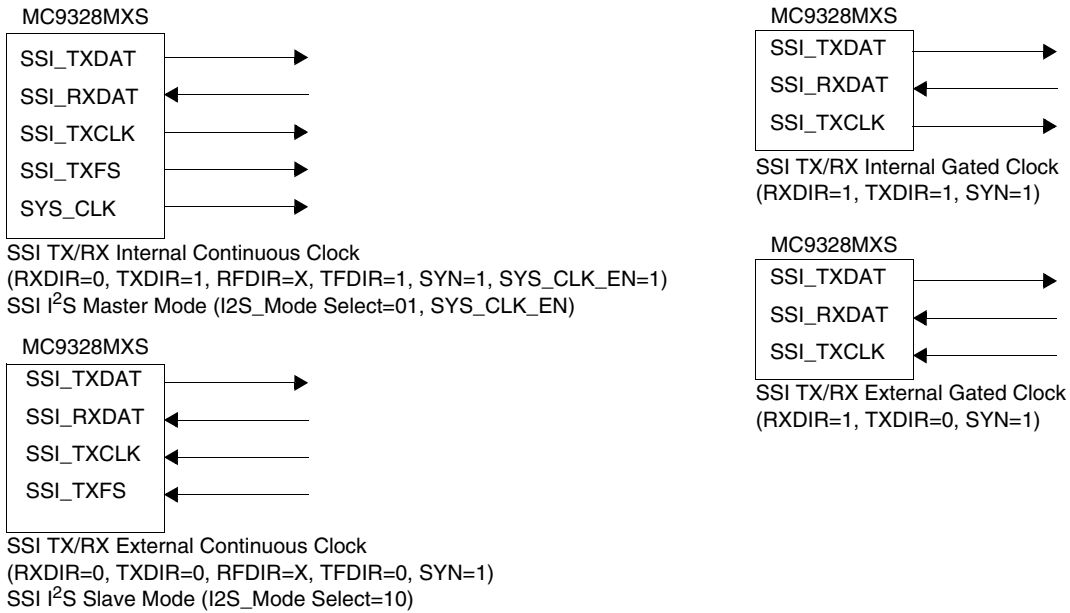 MC9328MXS
SSI_TXDAT
SSI_RXDAT
SSI_TXCLK
SSI_TXFS
SYS_CLK
SSI TX/RX Internal Continuous Clock
(RXDIR=0, TXDIR=1, RFDIR=X, TFDIR=1, SYN=1, SYS_CLK_EN=1)
SSI I²S Master Mode (I2S_Mode Select=01, SYS_CLK_EN)
MC9328MXS
SSI_TXDAT
SSI_RXDAT
SSI_TXCLK
SSI_TXFS
SSI TX/RX External Continuous Clock
(RXDIR=0, TXDIR=0, RFDIR=X, TFDIR=0, SYN=1)
SSI I²S Slave Mode (I2S_Mode Select=10)
MC9328MXS
SSI_TXDAT
SSI_RXDAT
SSI_TXCLK
SSI TX/RX Internal Gated Clock
(RXDIR=1, TXDIR=1, SYN=1)
MC9328MXS
SSI_TXDAT
SSI_RXDAT
SSI_TXCLK
SSI TX/RX External Gated Clock
(RXDIR=1, TXDIR=0, SYN=1)